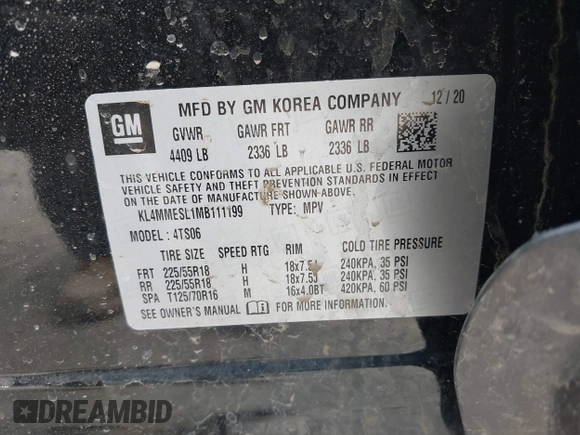 GM
MFD BY GM KOREA COMPANY 12/20
GVWR GAWR FRT GAWR RR
4409 LB 2336 LB 2336 LB
THIS VEHICLE CONFORMS TO ALL APPLICABLE U.S. FEDERAL MOTOR
VEHICLE SAFETY AND THEFT PREVENTION STANDARDS IN EFFECT
ON THE DATE OF MANUFACTURE SHOWN ABOVE.
KL4MMESL1MB111199 TYPE: MPV
MODEL: 4TS06
TIRE SIZE SPEED RTG RIM COLD TIRE PRESSURE
FRT 225/55R18 H 18x7.5J 240KPA, 35 PSI
RR 225/55R18 H 18x7.5J 240KPA, 35 PSI
SPA T125/70R16 M 16x4.0BT 420KPA, 60 PSI
SEE OWNER'S MANUAL FOR MORE INFORMATION.
DREAMBID